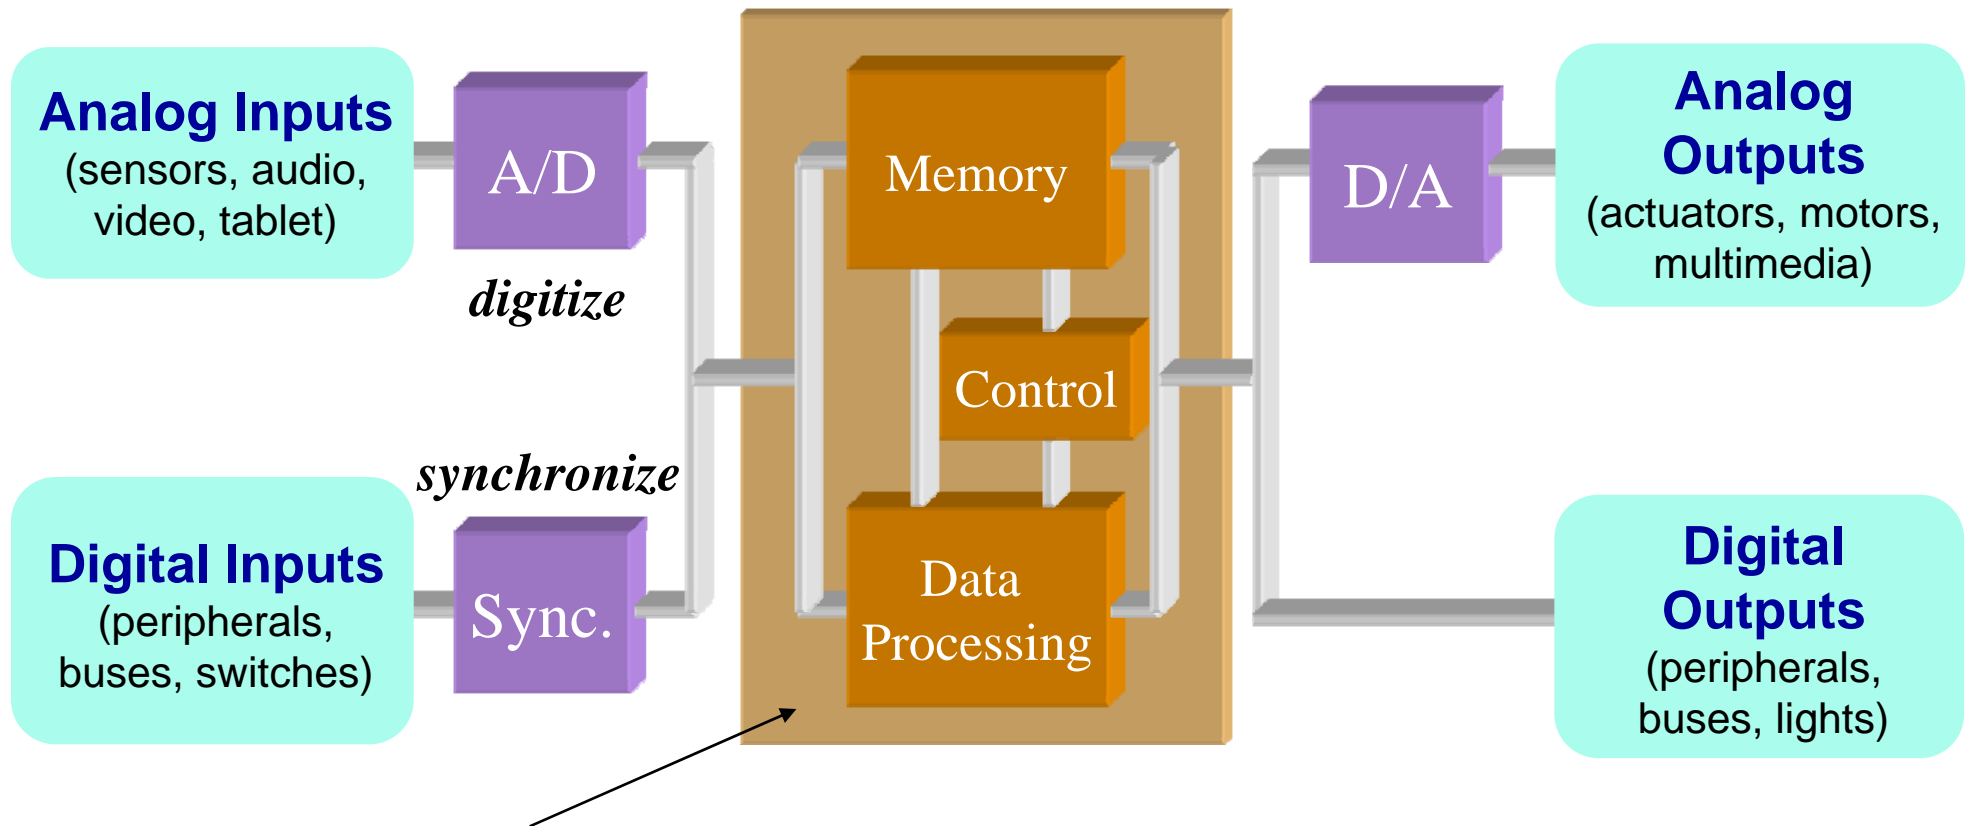 Analog Inputs
(sensors, audio,
video, tablet)
A/D
digitize
synchronize
Digital Inputs
(peripherals,
buses, switches)
Sync.
Memory
Control
Data
Processing
D/A
Analog
Outputs
(actuators, motors,
multimedia)
Digital
Outputs
(peripherals,
buses, lights)